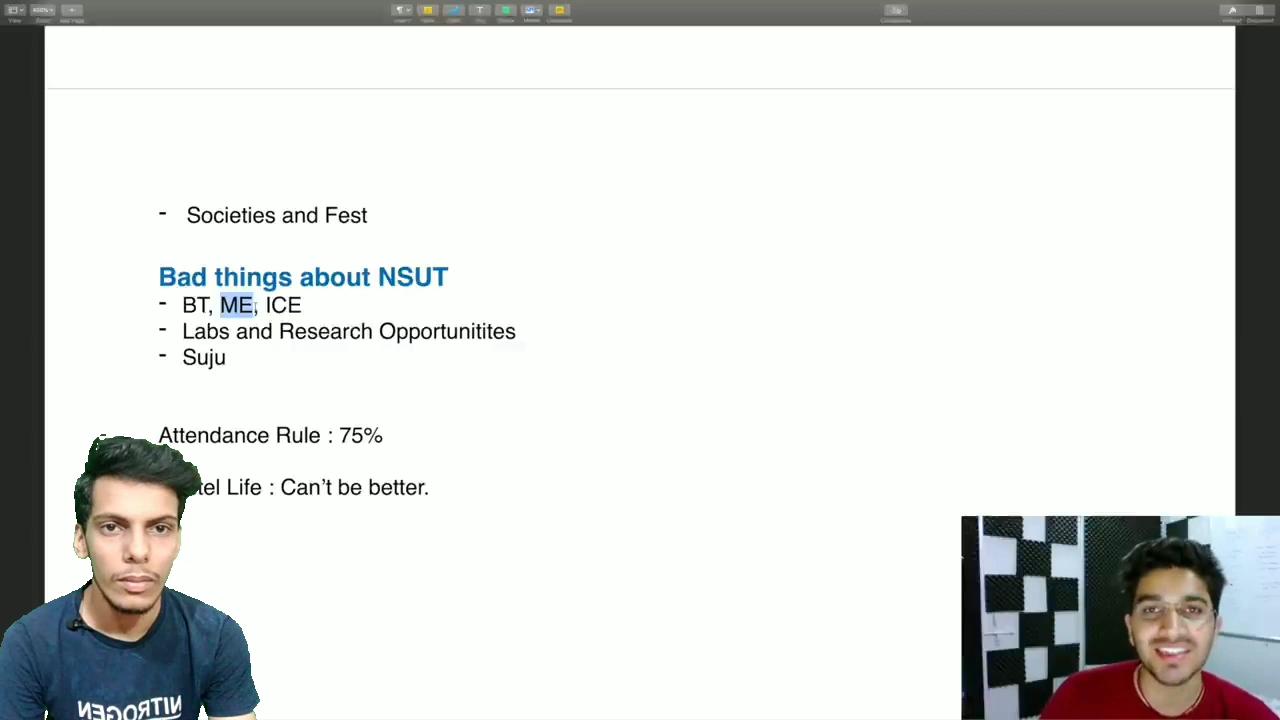 - Societies and Fest
Bad things about NSUT
- BT, ME, ICE
- Labs and Research Opportunitites
- Suju
Attendance Rule : 75%
tel Life : Can't be better.
NITROGEN